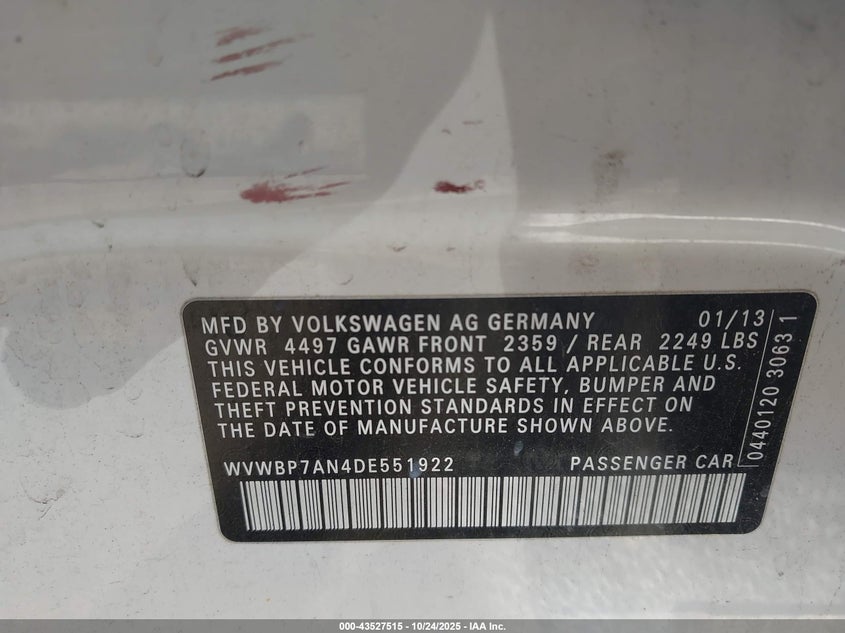 MFD BY VOLKSWAGEN AG GERMANY 01/13
GVWR 4497 GAWR FRONT 2359 / REAR 2249 LBS
THIS VEHICLE CONFORMS TO ALL APPLICABLE U.S.
FEDERAL MOTOR VEHICLE SAFETY, BUMPER AND
THEFT PREVENTION STANDARDS IN EFFECT ON
THE DATE OF MANUFACTURE SHOWN ABOVE.
WVWBP7AN4DE551922 PASSENGER CAR
0440120 3063 1
000-43527515 - 10/24/2025 - IAA Inc.